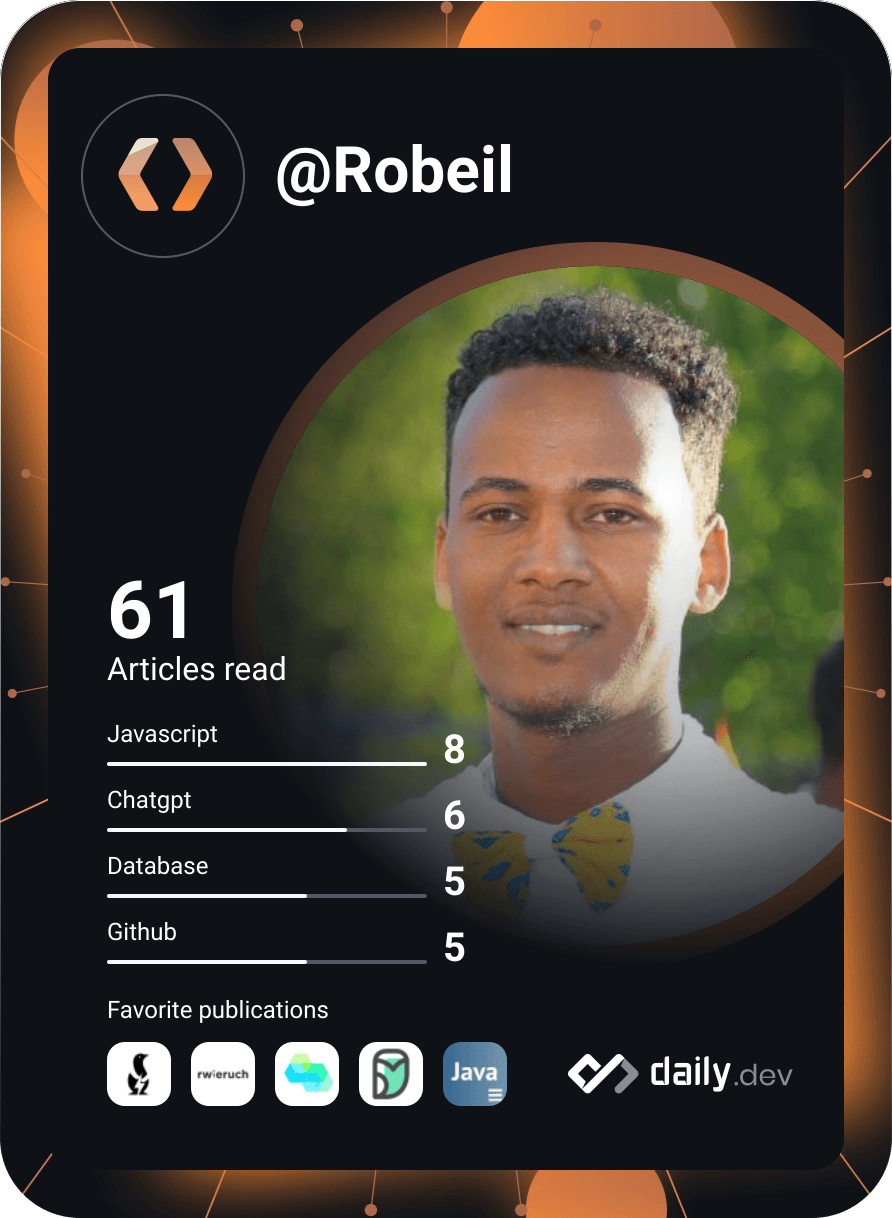 @Robeil
61
Articles read
Javascript
8
Chatgpt
6
Database
5
Github
5
Favorite publications
rwieruch
Java
daily.dev